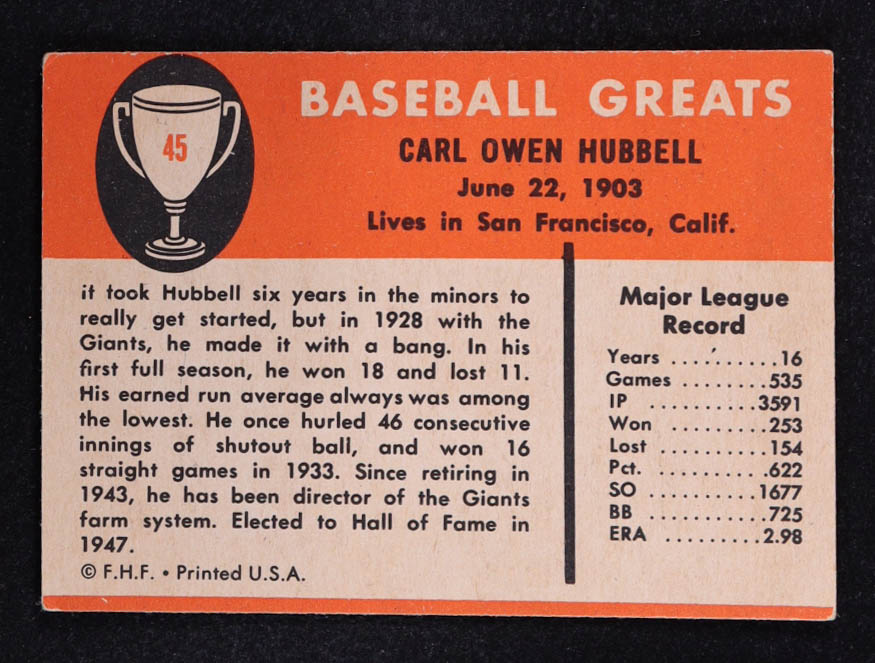 45
BASEBALL GREATS
CARL OWEN HUBBELL
June 22, 1903
Lives in San Francisco, Calif.
it took Hubbell six years in the minors to
really get started, but in 1928 with the
Giants, he made it with a bang. In his
first full season, he won 18 and lost 11.
His earned run average always was among
the lowest. He once hurled 46 consecutive
innings of shutout ball, and won 16
straight games in 1933. Since retiring in
1943, he has been director of the Giants
farm system. Elected to Hall of Fame in
1947.
© F.H.F. • Printed U.S.A.
Major League
Record
Years ..........16
Games ........535
IP ..........3591
Won ..........253
Lost ..........154
Pct. ..........622
SO ..........1677
BB ..........725
ERA ..........2.98